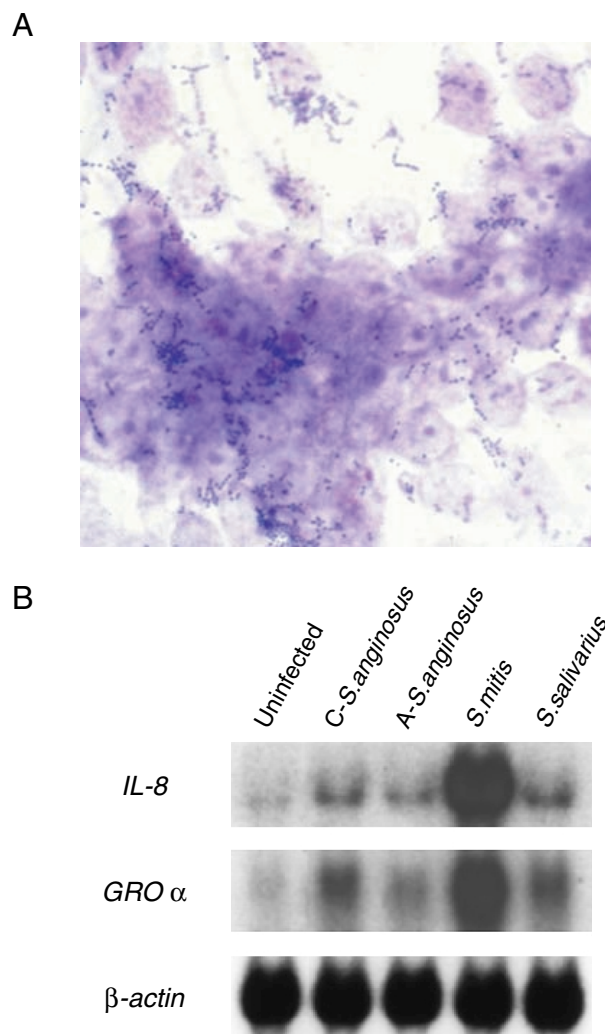 A
B
Uninfected
C-S.anginosus
A-S.anginosus
S.mitis
S.salivarius
IL-8
GRO α
β-actin